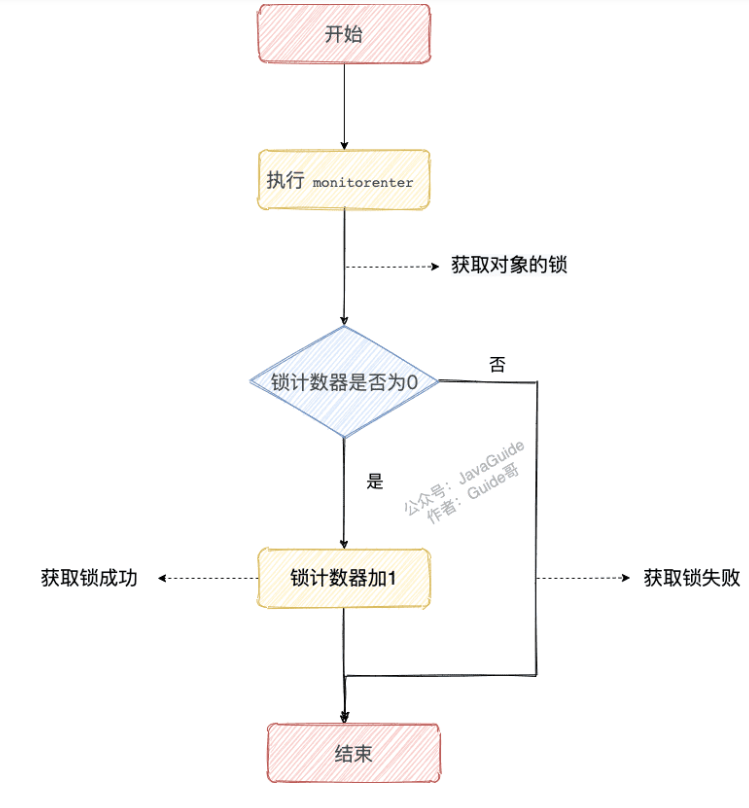 开始
执行 monitorenter
获取对象的锁
锁计数器是否为0
否
是
公众号：JavaGuide
作者：Guide哥
获取锁成功
锁计数器加1
获取锁失败
结束